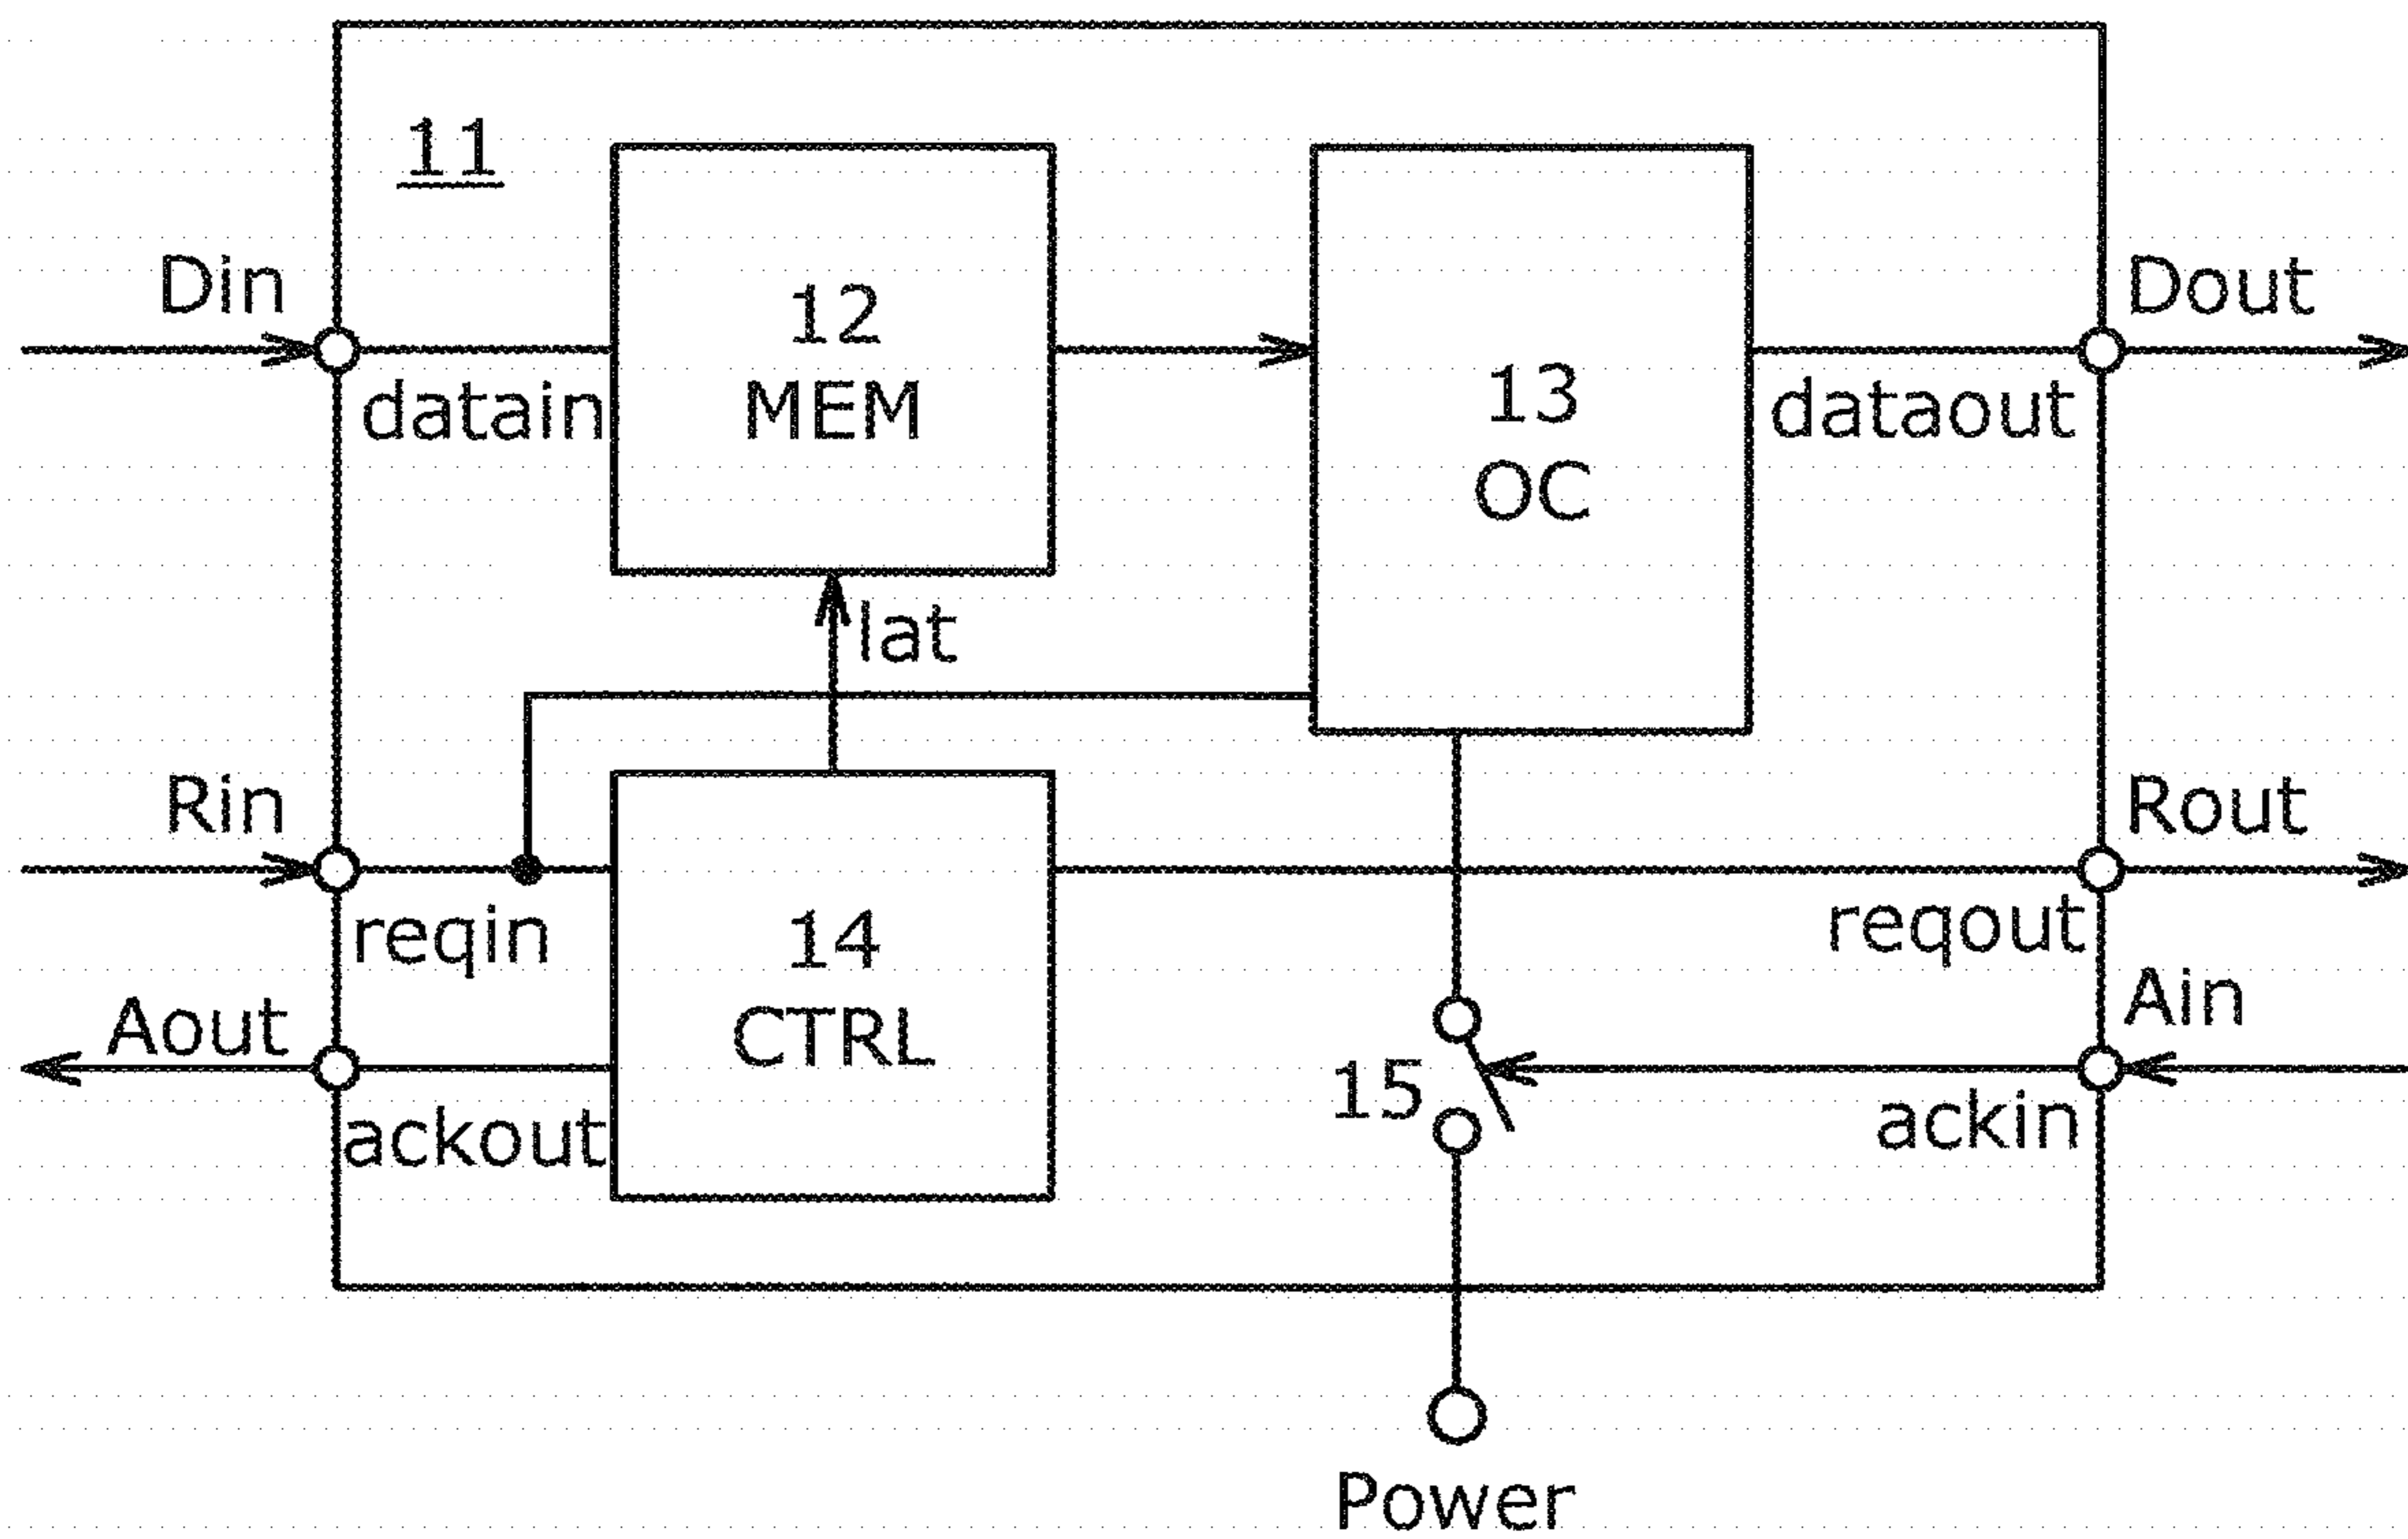 11
Din
datain
12
MEM
13
OC
Dout
dataout
lat
Rin
reqin
14
CTRL
Rout
reqout
Aout
ackout
15
Ain
ackin
Power